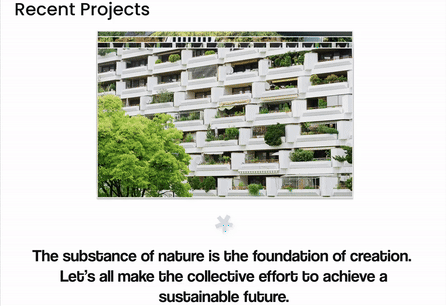 Recent Projects
The substance of nature is the foundation of creation.
Let's all make the collective effort to achieve a
sustainable future.